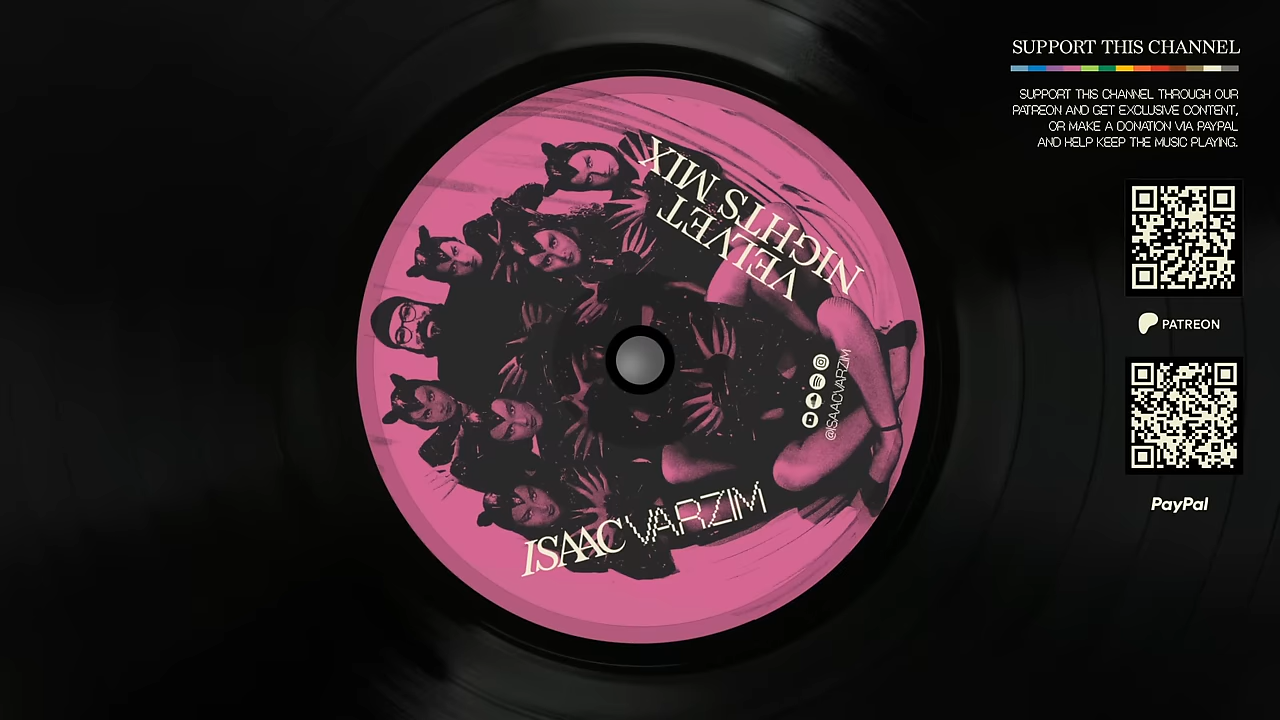 SUPPORT THIS CHANNEL
SUPPORT THIS CHANNEL THROUGH OUR
PATREON AND GET EXCLUSIVE CONTENT,
OR MAKE A DONATION VIA PAYPAL
AND HELP KEEP THE MUSIC PLAYING.
PATREON
PayPal
VELVET
NIGHTS MIX
@ISAACVARZIM
ISAAC VARZIM